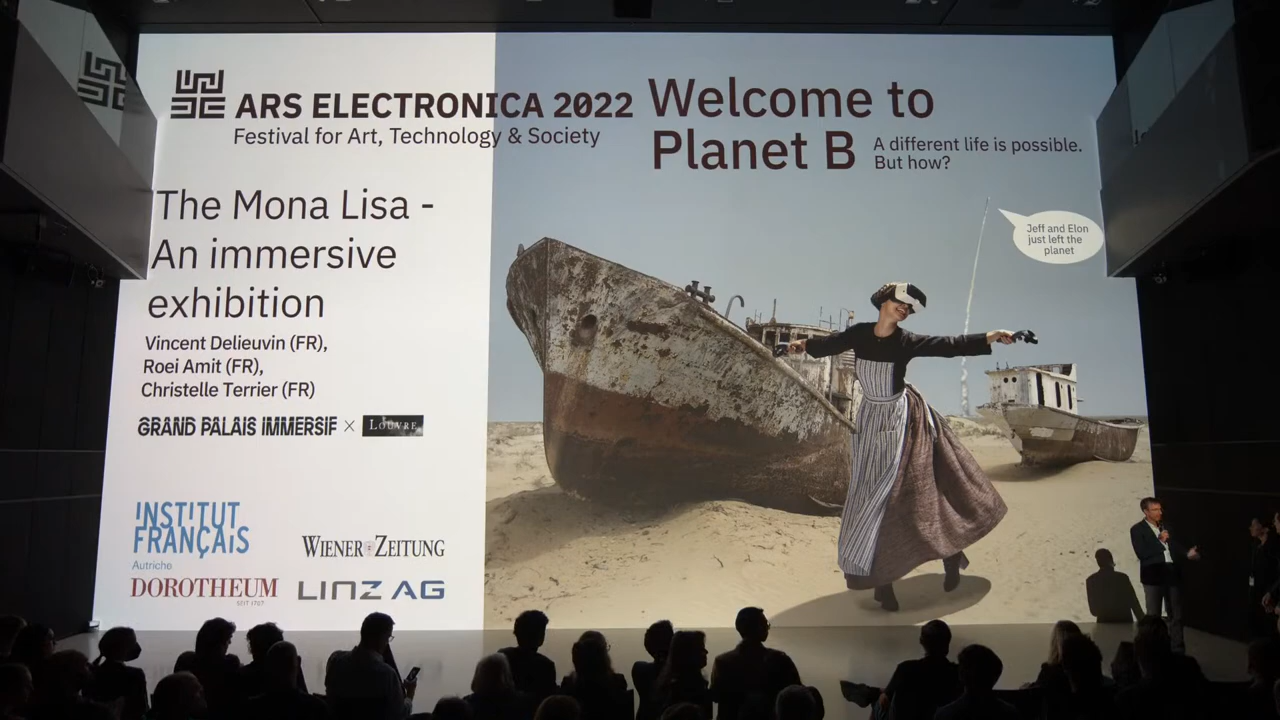 ARS ELECTRONICA 2022
Festival for Art, Technology & Society
Welcome to
Planet B
A different life is possible.
But how?
The Mona Lisa -
An immersive
exhibition
Vincent Delieuvin (FR),
Roei Amit (FR),
Christelle Terrier (FR)
GRAND PALAIS IMMERSIF × LOUVRE
Jeff and Elon
just left the
planet
INSTITUT
FRANÇAIS
Autriche
WIENER ZEITUNG
DOROTHEUM
SEIT 1707
LINZ AG